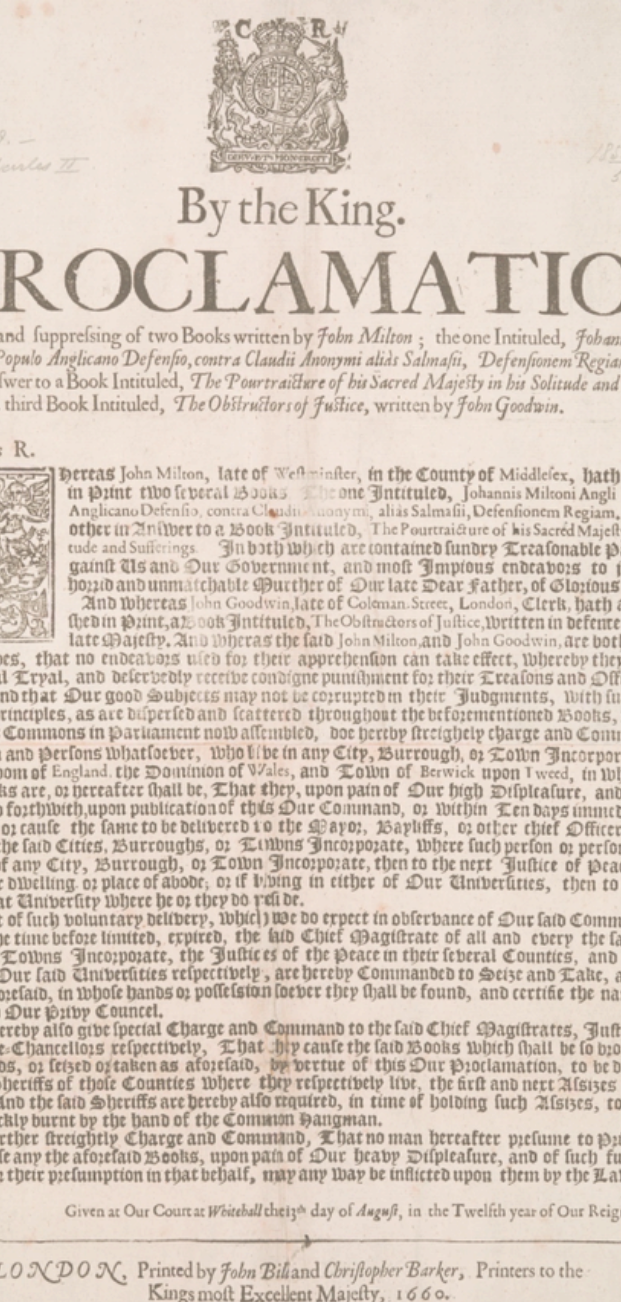 C R
By the King.
ROCLAMATIO
and suppressing of two Books written by John Milton ; the one Intituled, Johan
Populo Anglicano Defensio, contra Claudii Anonymi aliàs Salmasii, Defensionem Regia
swer to a Book Intituled, The Pourtraicture of his Sacred Majesty in his Solitude and
third Book Intituled, The Obstructors of Justice, written by John Goodwin.
R.
hereas John Milton, late of Westminster, in the County of Middlesex, hath
in Print two several Books The one Intituled, Johannis Miltoni Angli
Anglicano Defensio, contra Claudii Anonymi, aliàs Salmasii, Defensionem Regiam.
other in Answer to a Book Intituled, The Pourtraicture of his Sacred Majest
tude and Sufferings. In both which are contained sundry Treasonable P
gainst Us and Our Government, and most Impious endeavors to j
horrid and unmatchable Murther of Our late Dear Father, of Glorious
And whereas John Goodwin, late of Coleman Street, London, Clerk, hath a
shed in Print, a Book Intituled, The Obstructors of Justice, written in defence
late Majesty. And wheras the said John Milton, and John Goodwin, are both
bes, that no endeavors used for their apprehension can take effect, whereby they
l Tryal, and deservedly receive condigne punishment for their Treasons and Off
nd that Our good Subjects may not be corrupted in their Judgments, with su
rinciples, as are dispersed and scattered throughout the beforementioned Books,
Commons in Parliament now assembled, doe hereby streightly charge and Comm
and Persons whatsoever, who live in any City, Burrough, or Town Incorpor
dom of England, the Dominion of Wales, and Town of Berwick upon Tweed, in wh
ks are, or hereafter shall be, That they, upon pain of Our high Displeasure, and
forthwith, upon publication of this Our Command, or within Ten days immed
or cause the same to be delivered to the Mayor, Bayliffs, or other chief Officer
he said Cities, Burroughs, or Towns Incorporate, where such person or person
f any City, Burrough, or Town Incorporate, then to the next Justice of Peac
dwelling or place of abode; or if living in either of Our Universities, then to
at University where he or they do reside.
t of such voluntary delivery, which we do expect in observance of Our said Comm
he time before limited, expired, the said Chief Magistrate of all and every the sa
Towns Incorporate, the Justices of the Peace in their several Counties, and
Our said Universities respectively, are hereby Commanded to Seize and Take, a
oresaid, in whose hands or possession soever they shall be found, and certifie the na
Our Privy Councel.
ereby also give special Charge and Command to the said Chief Magistrates, Just
e-Chancellors respectively, That they cause the said Books which shall be so bro
ds, or seized or taken as aforesaid, by vertue of this Our Proclamation, to be d
Sheriffs of those Counties where they respectively live, the first and next Assizes
And the said Sheriffs are hereby also required, in time of holding such Assizes, to
ckly burnt by the hand of the Common Hangman.
rther streightly Charge and Command, That no man hereafter presume to Pr
se any the aforesaid Books, upon pain of Our heavy Displeasure, and of such fu
their presumption in that behalf, may any way be inflicted upon them by the La
Given at Our Court at Whitehall the 13th day of August, in the Twelfth year of Our Reig
LONDON, Printed by John Bill and Christopher Barker, Printers to the
Kings most Excellent Majesty, 1660.